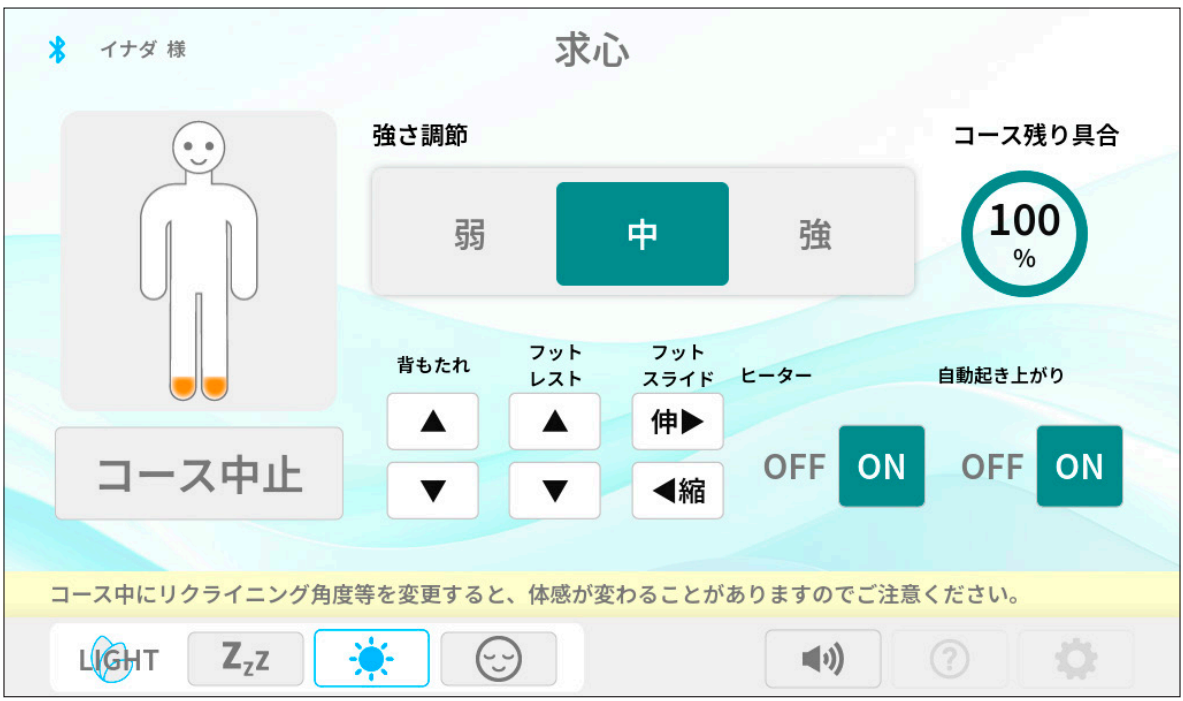 イナダ 様
求心
強さ調節
弱 中 強
コース残り具合
100
%
背もたれ
フット
レスト
フット
スライド
ヒーター
自動起き上がり
▲ ▲ 伸▶
▼ ▼ ◀縮
OFF ON
OFF ON
コース中止
コース中にリクライニング角度等を変更すると、体感が変わることがありますのでご注意ください。
LIGHT
ZzZ
?